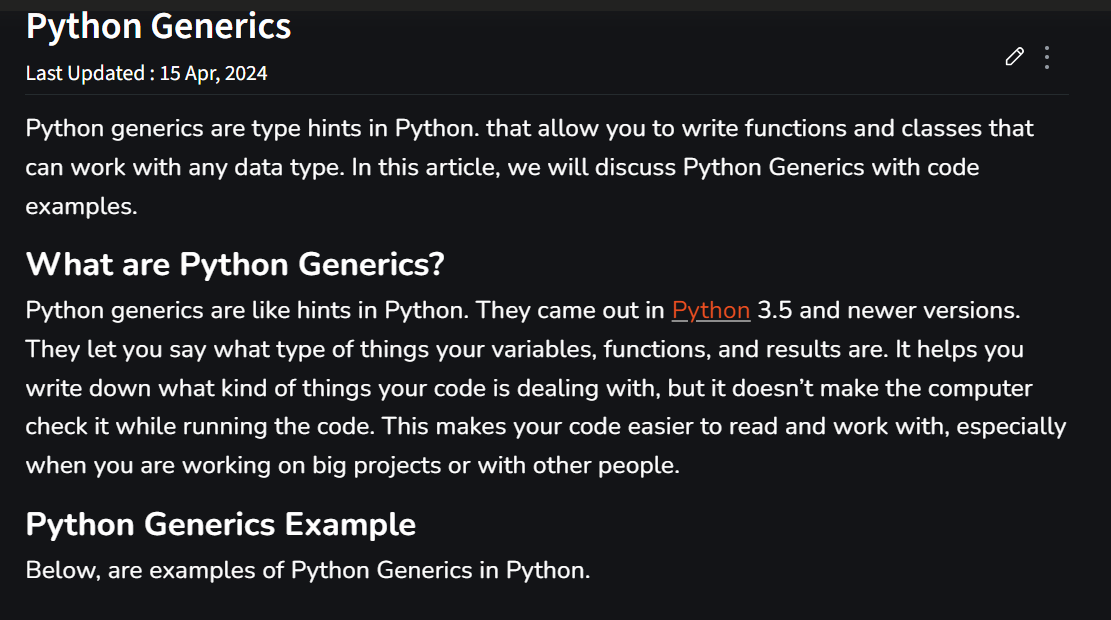 Python Generics
Last Updated : 15 Apr, 2024
Python generics are type hints in Python. that allow you to write functions and classes that
can work with any data type. In this article, we will discuss Python Generics with code
examples.
What are Python Generics?
Python generics are like hints in Python. They came out in Python 3.5 and newer versions.
They let you say what type of things your variables, functions, and results are. It helps you
write down what kind of things your code is dealing with, but it doesn’t make the computer
check it while running the code. This makes your code easier to read and work with, especially
when you are working on big projects or with other people.
Python Generics Example
Below, are examples of Python Generics in Python.